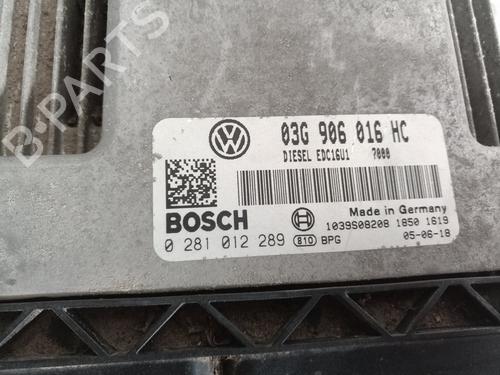 03G 906 016 HC
DIESEL EDC16U1 7000
BOSCH
Made in Germany
1039S08208 1850 1619
0 281 012 289 810 BPG
05-06-18